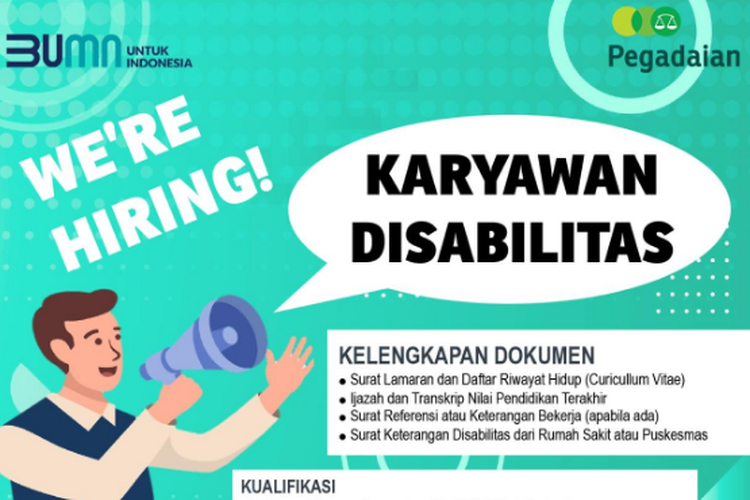 BUMN UNTUK
INDONESIA
Pegadaian
WE'RE
HIRING!
KARYAWAN
DISABILITAS
KELENGKAPAN DOKUMEN
• Surat Lamaran dan Daftar Riwayat Hidup (Curicullum Vitae)
• Ijazah dan Transkrip Nilai Pendidikan Terakhir
• Surat Referensi atau Keterangan Bekerja (apabila ada)
• Surat Keterangan Disabilitas dari Rumah Sakit atau Puskesmas
KUALIFIKASI